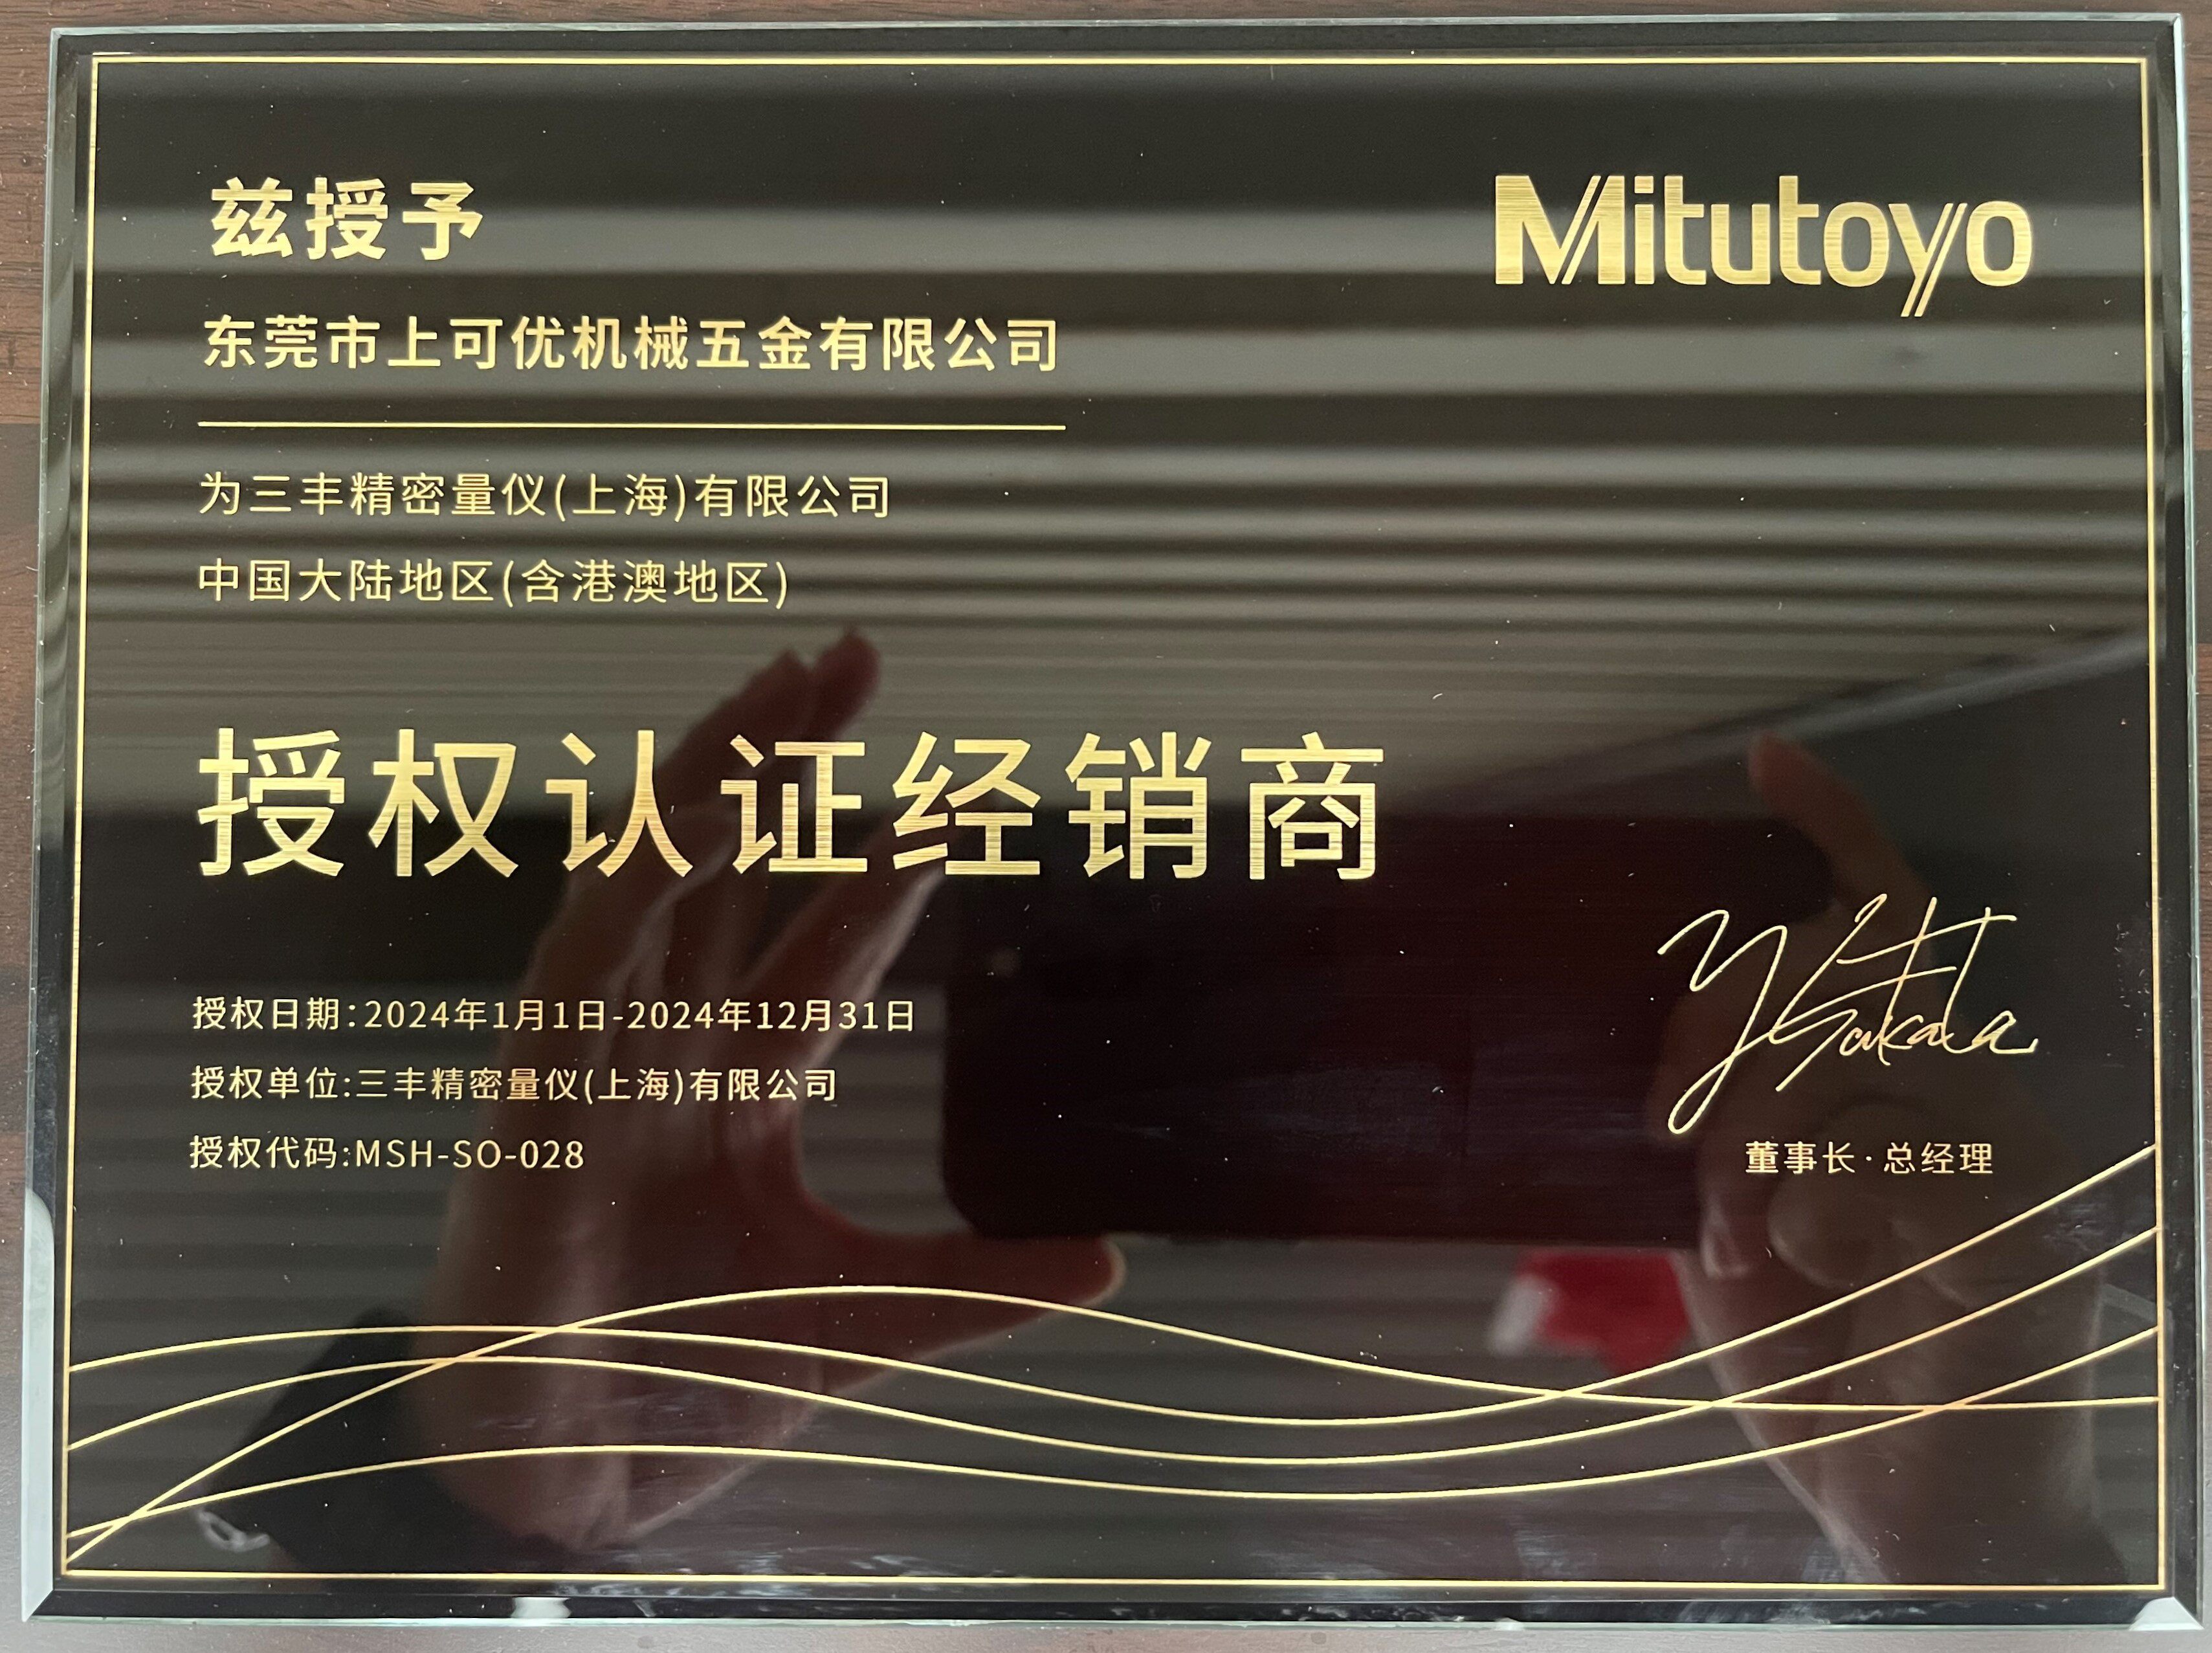 兹授予
Mitutoyo
东莞市上可优机械五金有限公司
为三丰精密量仪(上海)有限公司
中国大陆地区(含港澳地区)
授权认证经销商
授权日期:2024年1月1日-2024年12月31日
授权单位:三丰精密量仪(上海)有限公司
授权代码:MSH-SO-028
董事长·总经理